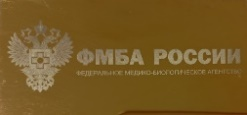 ФМБА РОССИИ
ФЕДЕРАЛЬНОЕ МЕДИКО-БИОЛОГИЧЕСКОЕ АГЕНТСТВО